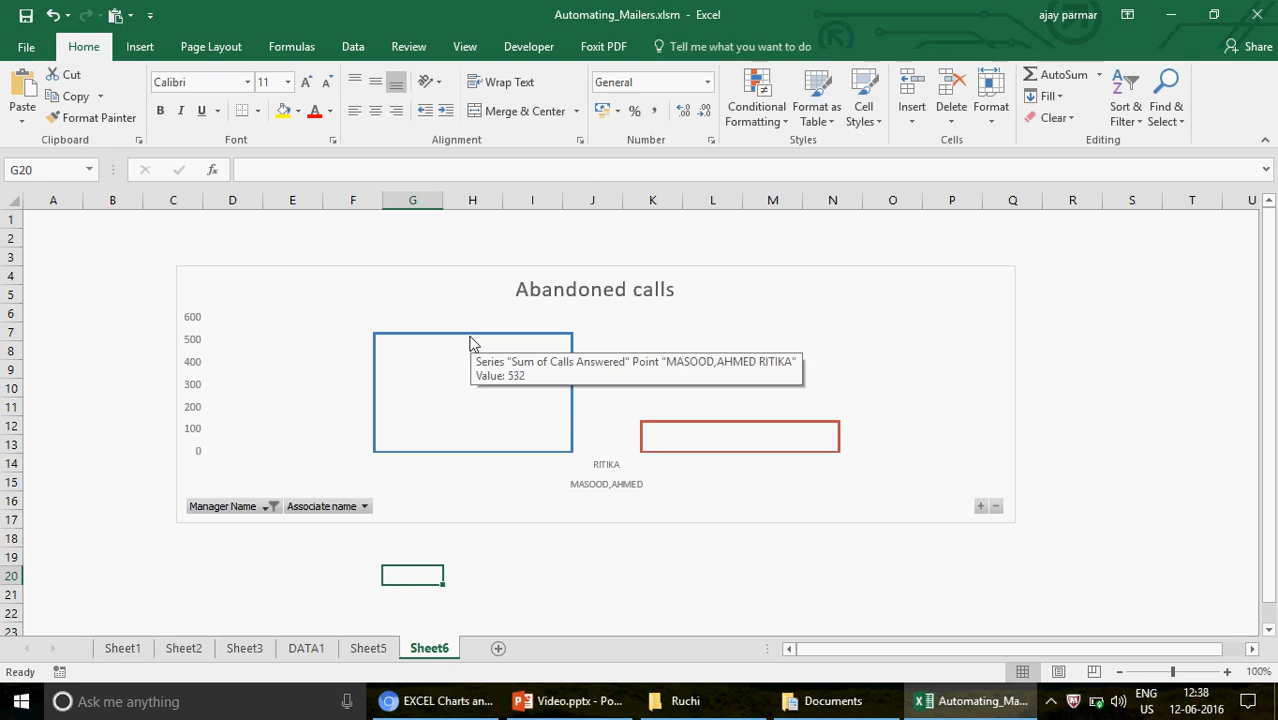 Automating_Mailers.xlsm - Excel
ajay parmar
File Home Insert Page Layout Formulas Data Review View Developer Foxit PDF Tell me what you want to do Share
Paste Cut Copy Format Painter Clipboard
Calibri 11 B I U A A A Font
Wrap Text Merge & Center Alignment
General % , Number
Conditional Formatting Format as Table Cell Styles Styles
Insert Delete Format Cells
AutoSum Fill Clear Sort & Filter Find & Select Editing
G20 fx
A B C D E F G H I J K L M N O P Q R S T U
1
2
3
4
5
6
7
8
9
10
11
12
13
14
15
16
17
18
19
20
21
22
23
Abandoned calls
600
500
400
300
200
100
0
Series "Sum of Calls Answered" Point "MASOOD,AHMED RITIKA"
Value: 532
RITIKA
MASOOD,AHMED
Manager Name Associate name + −
Sheet1 Sheet2 Sheet3 DATA1 Sheet5 Sheet6
Ready 100%
Ask me anything EXCEL Charts an... Video.pptx - Po... Ruchi Documents Automating_Ma... ENG 12:38
US 12-06-2016